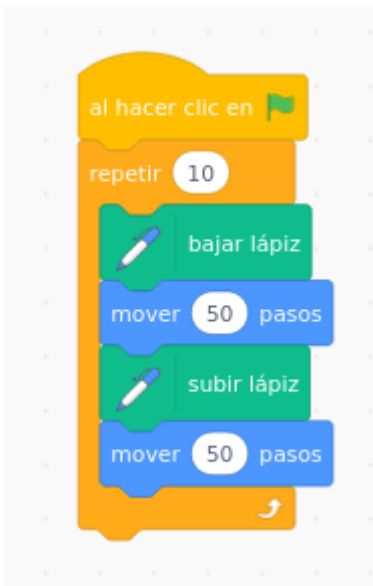 al hacer clic en
repetir 10
bajar lápiz
mover 50 pasos
subir lápiz
mover 50 pasos